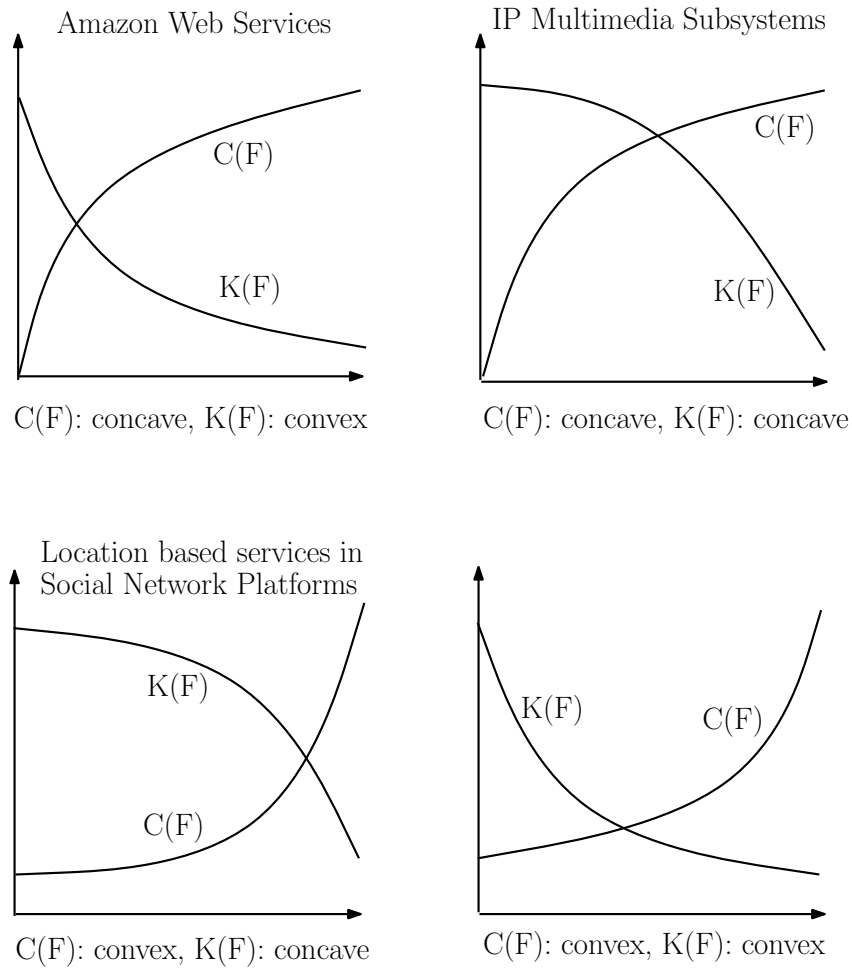 Amazon Web Services
C(F)
K(F)
C(F): concave, K(F): convex
IP Multimedia Subsystems
C(F)
K(F)
C(F): concave, K(F): concave
Location based services in
Social Network Platforms
K(F)
C(F)
C(F): convex, K(F): concave
K(F)
C(F)
C(F): convex, K(F): convex